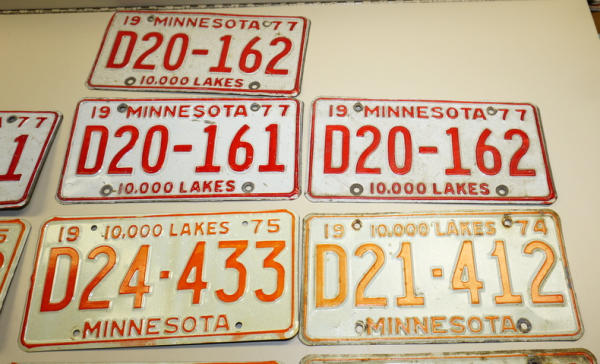 19 MINNESOTA 77
D20-162
10,000 LAKES
77
1
19 MINNESOTA 77
D20-161
10,000 LAKES
19 MINNESOTA 77
D20-162
10,000 LAKES
19 10,000 LAKES 75
D24-433
MINNESOTA
19 10,000 LAKES 74
D21-412
MINNESOTA